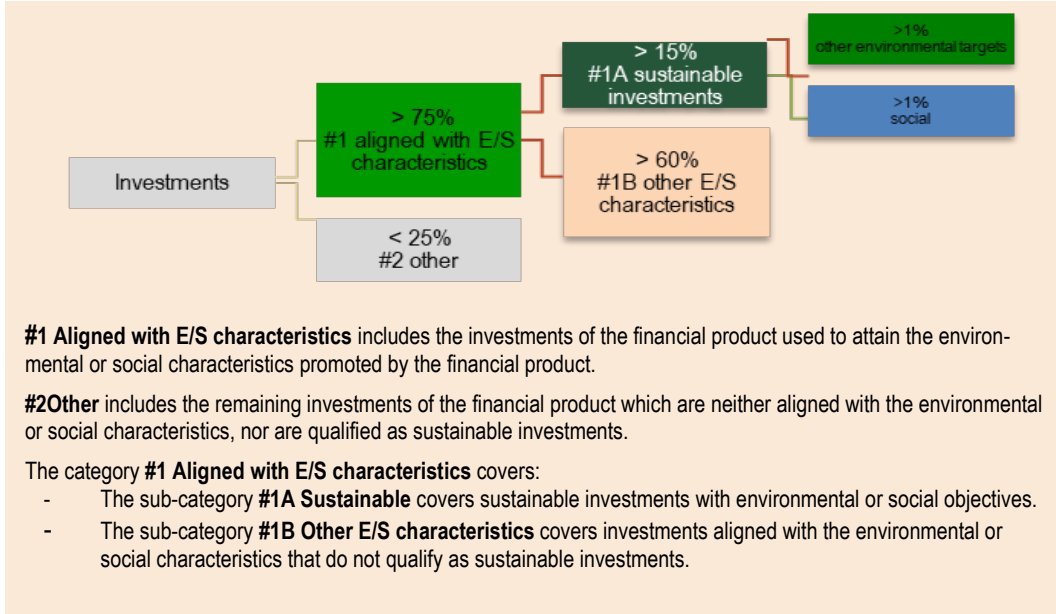 >1%
other environmental targets
> 15%
#1A sustainable
investments
>1%
social
> 75%
#1 aligned with E/S
characteristics
> 60%
#1B other E/S
characteristics
Investments
< 25%
#2 other
#1 Aligned with E/S characteristics includes the investments of the financial product used to attain the environ-
mental or social characteristics promoted by the financial product.
#2Other includes the remaining investments of the financial product which are neither aligned with the environmental
or social characteristics, nor are qualified as sustainable investments.
The category #1 Aligned with E/S characteristics covers:
- The sub-category #1A Sustainable covers sustainable investments with environmental or social objectives.
- The sub-category #1B Other E/S characteristics covers investments aligned with the environmental or
social characteristics that do not qualify as sustainable investments.